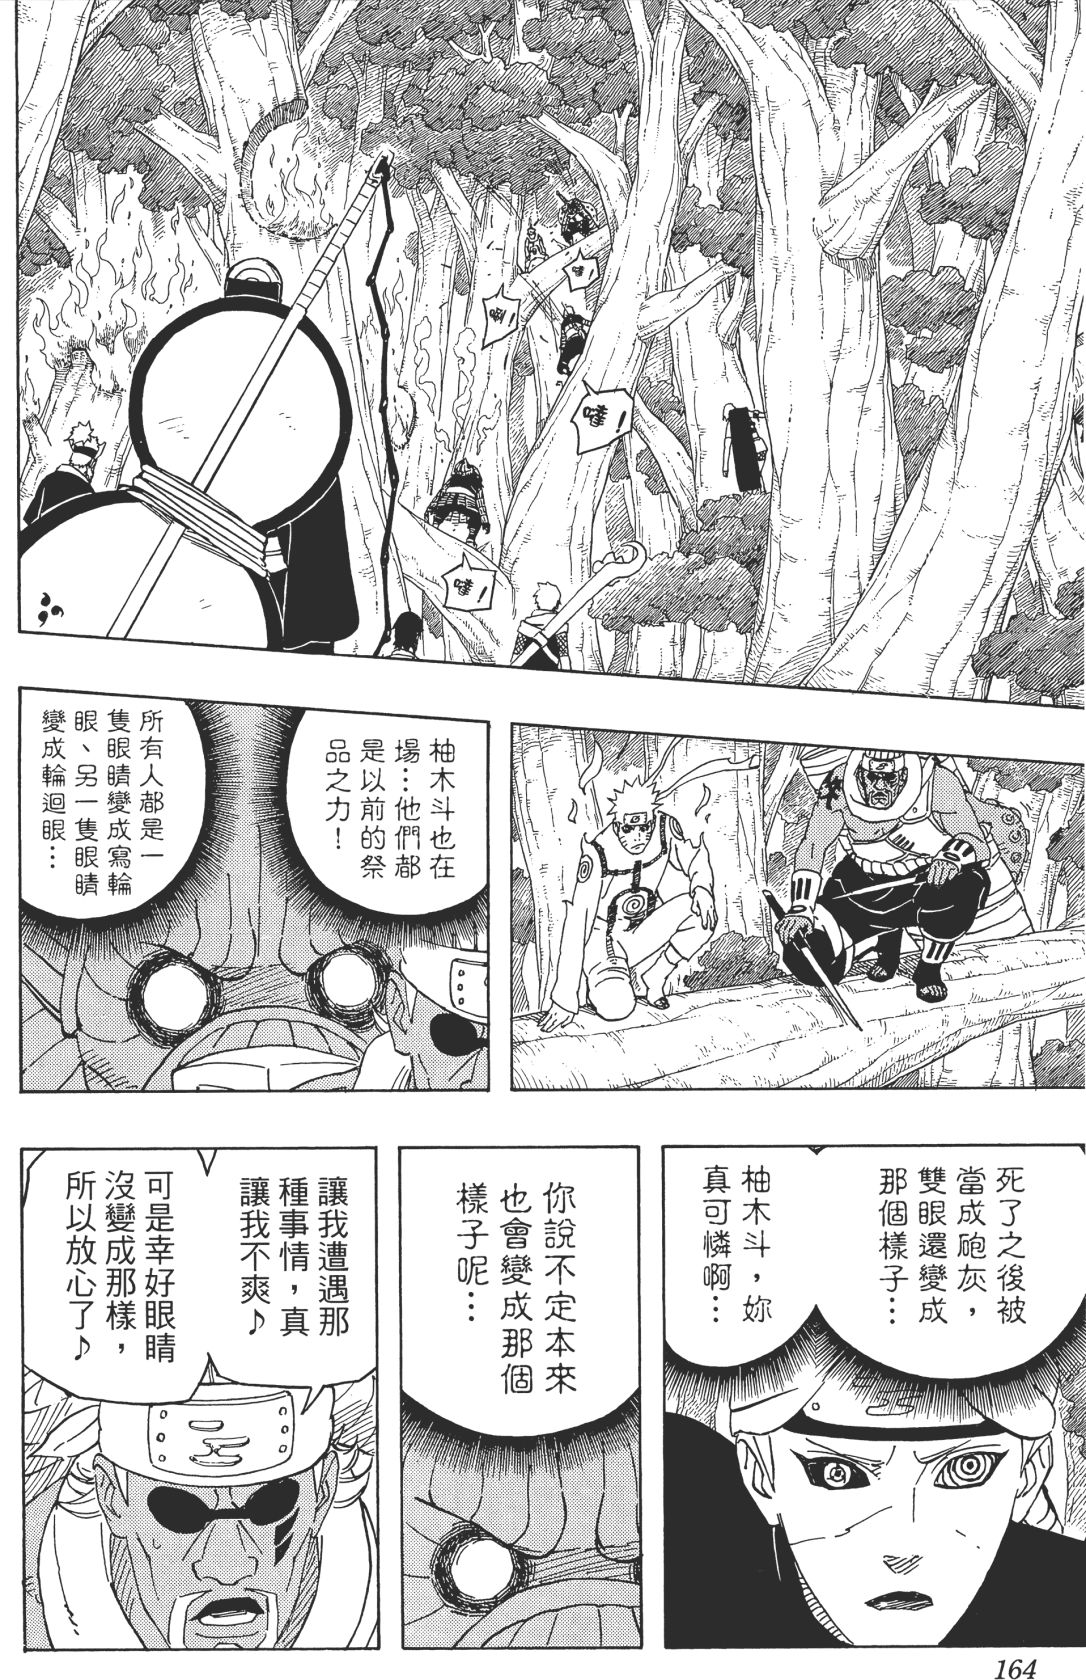 嘩！
唰！
嘩！
嘩！
柚木斗也在
場…他們都
是以前的祭
品之力！
所有人都是一
隻眼睛變成寫輪
眼、另一隻眼睛
變成輪迴眼…
死了之後被
當成砲灰，
雙眼還變成
那個樣子…
柚木斗，妳
真可憐啊…
你說不定本來
也會變成那個
樣子呢…
讓我遭遇那
種事情，真
讓我不爽♪
可是幸好眼睛
沒變成那樣，
所以放心了♪
164